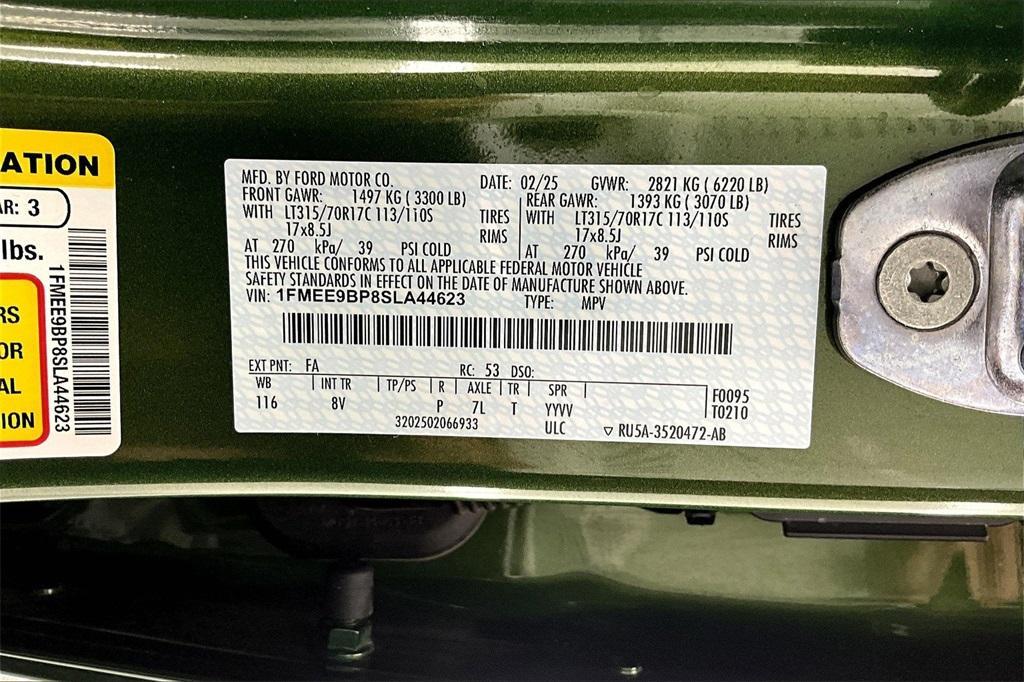 ATION
AR: 3
lbs.
RS
OR
AL
ION
1FMEE9BP8SLA44623
MFD. BY FORD MOTOR CO. DATE: 02/25 GVWR: 2821 KG ( 6220 LB)
FRONT GAWR: 1497 KG ( 3300 LB) REAR GAWR: 1393 KG ( 3070 LB)
WITH LT315/70R17C 113/110S TIRES WITH LT315/70R17C 113/110S TIRES
17x8.5J RIMS 17x8.5J RIMS
AT 270 kPa/ 39 PSI COLD AT 270 kPa/ 39 PSI COLD
THIS VEHICLE CONFORMS TO ALL APPLICABLE FEDERAL MOTOR VEHICLE
SAFETY STANDARDS IN EFFECT ON THE DATE OF MANUFACTURE SHOWN ABOVE.
VIN: 1FMEE9BP8SLA44623 TYPE: MPV
EXT PNT: FA RC: 53 DSO:
WB INT TR TP/PS R AXLE TR SPR F0095
116 8V P 7L T YYVV T0210
3202502066933 ULC ▽ RU5A-3520472-AB